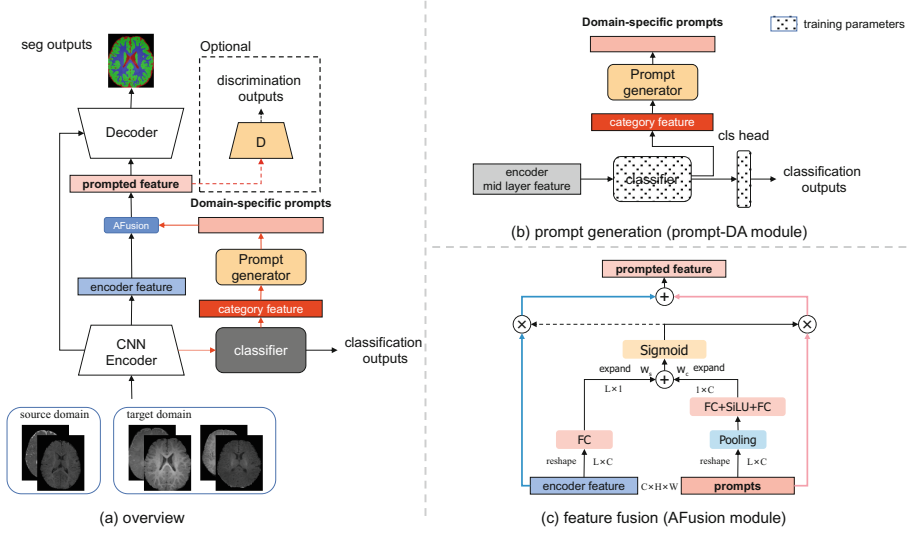 seg outputs
Optional
discrimination
outputs
Decoder
D
prompted feature
Domain-specific prompts
AFusion
Prompt
generator
encoder feature
category feature
CNN
Encoder
classifier
classification
outputs
source domain
target domain
(a) overview
Domain-specific prompts
training parameters
Prompt
generator
category feature
cls head
encoder
mid layer feature
classifier
classification
outputs
(b) prompt generation (prompt-DA module)
prompted feature
+
×
×
Sigmoid
expand
Ws
+
Wc
expand
L×1
1×C
FC+SiLU+FC
FC
Pooling
reshape
L×C
reshape
L×C
encoder feature
C×H×W
prompts
(c) feature fusion (AFusion module)